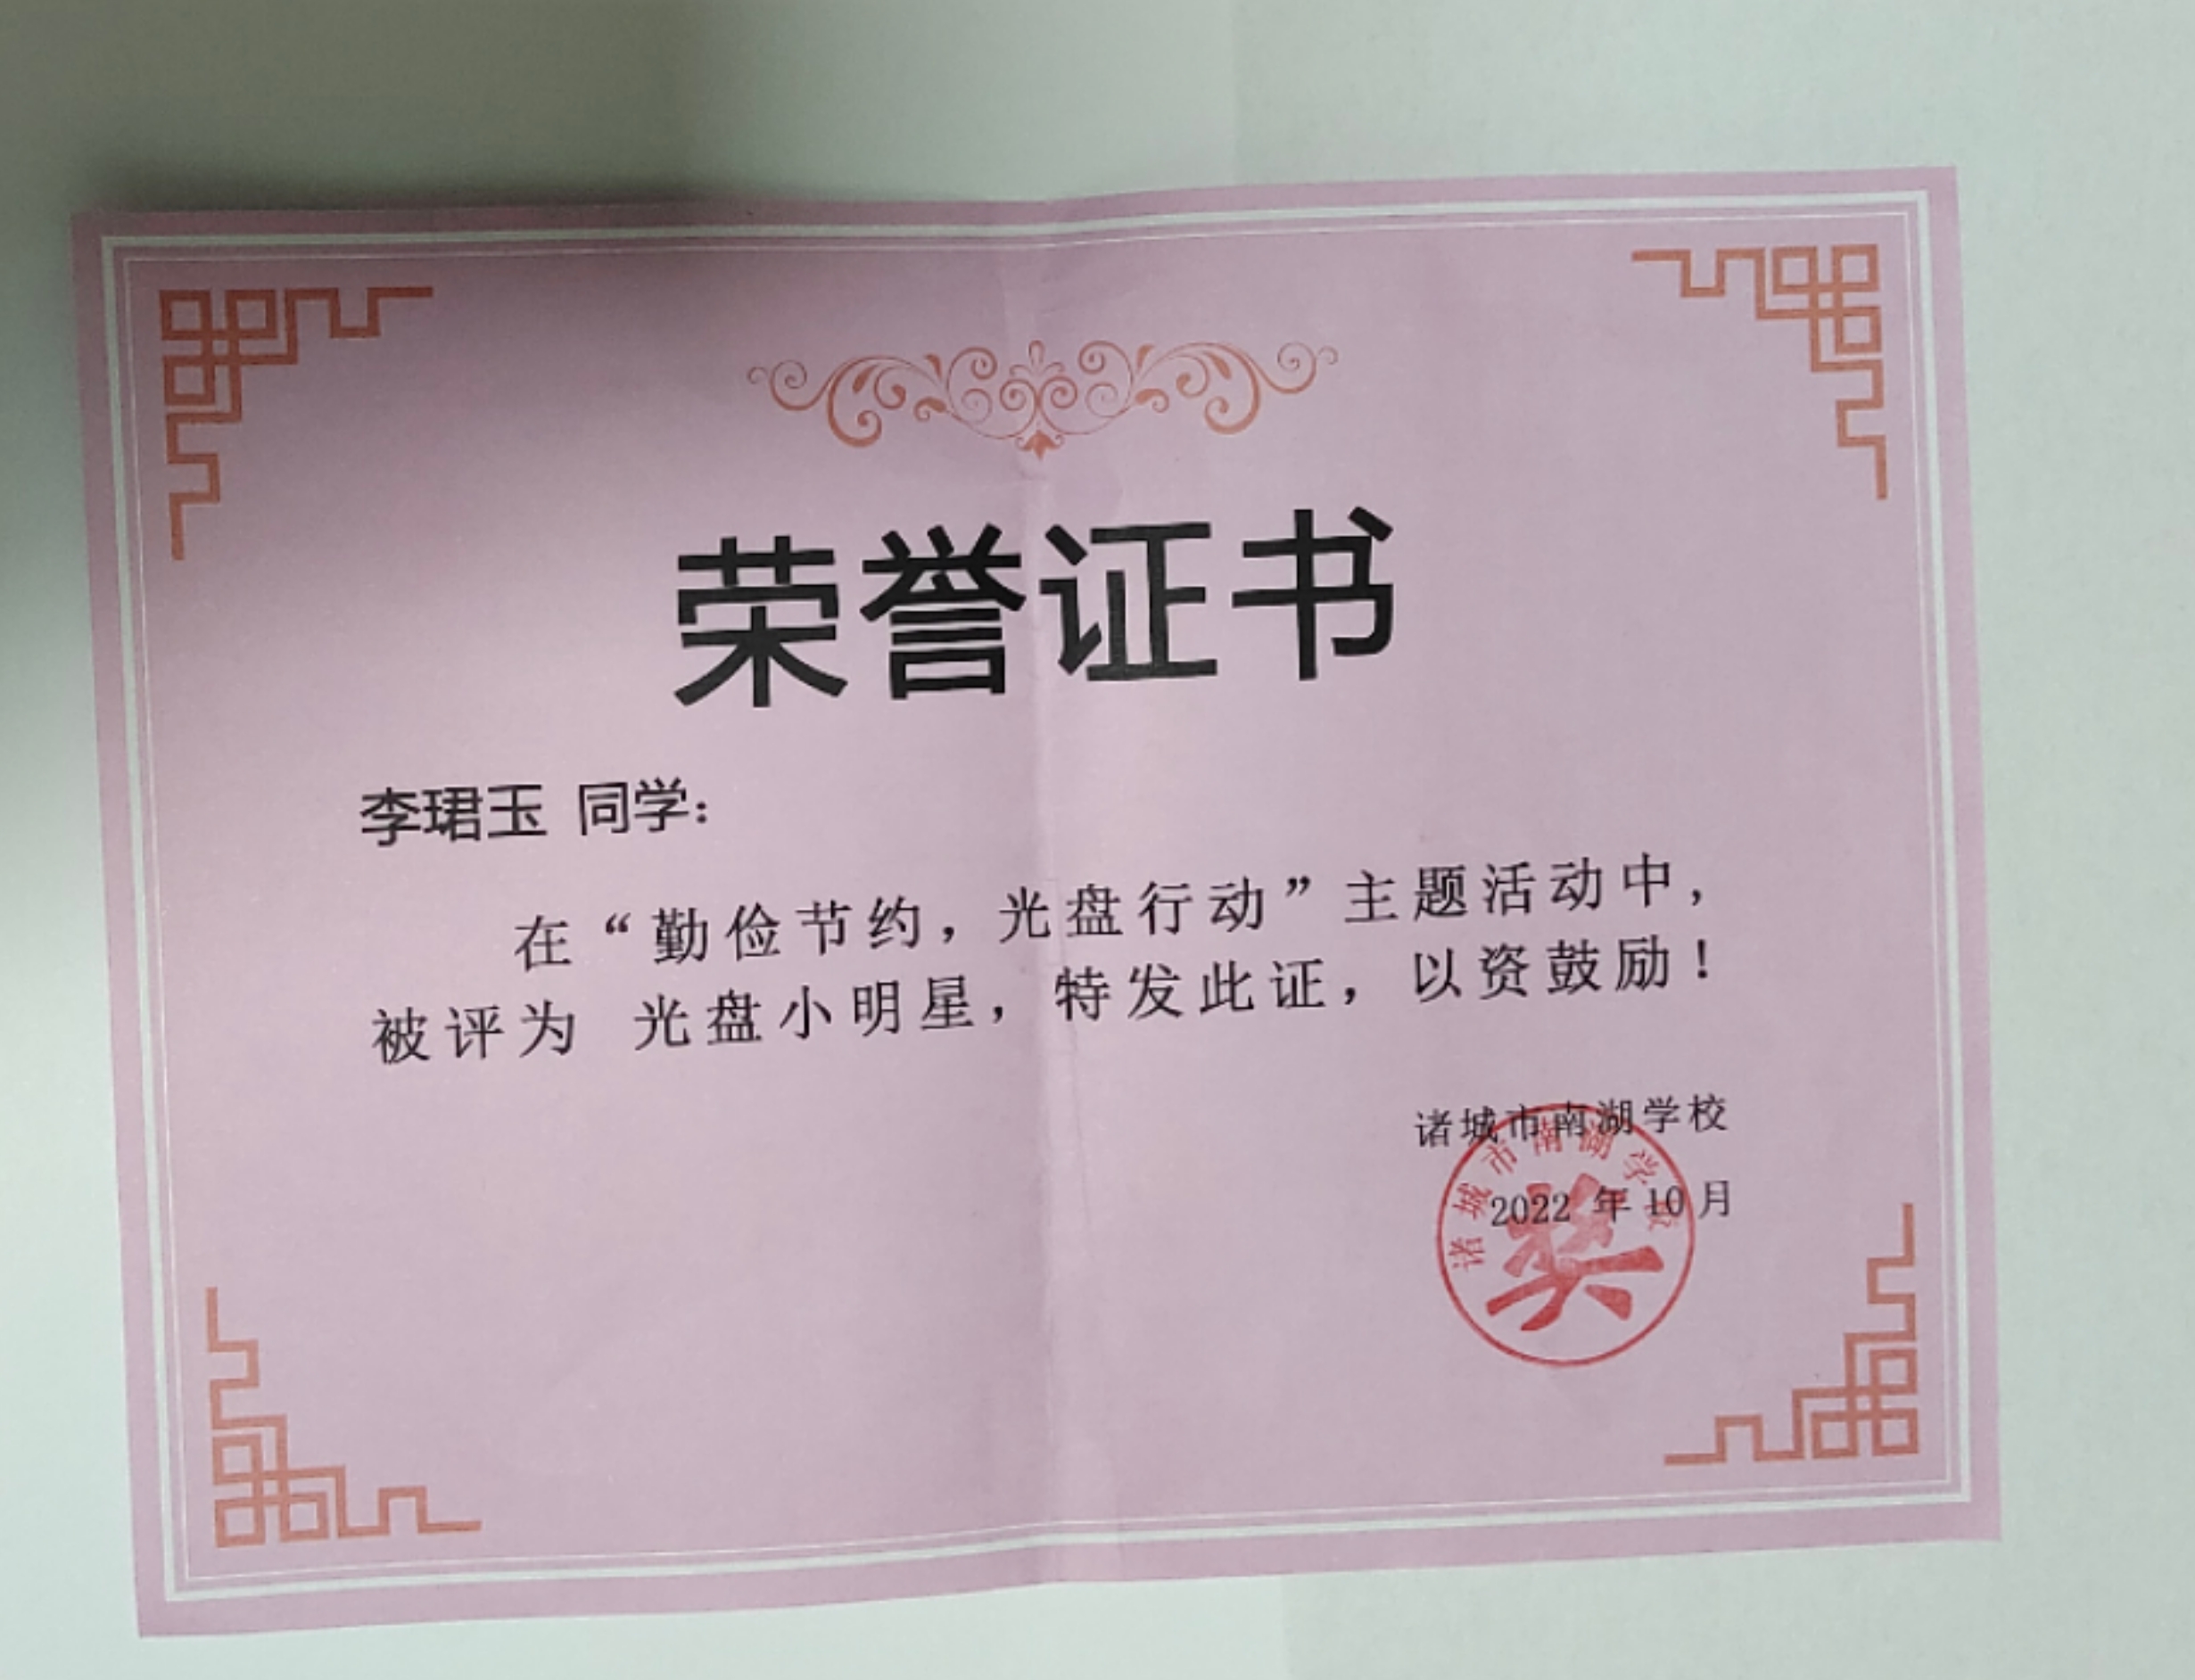 荣誉证书
李珺玉 同学：
在“勤俭节约，光盘行动”主题活动中，
被评为 光盘小明星，特发此证，以资鼓励！
诸城市南湖学校
2022 年 10 月
诸城市南湖学校
奖